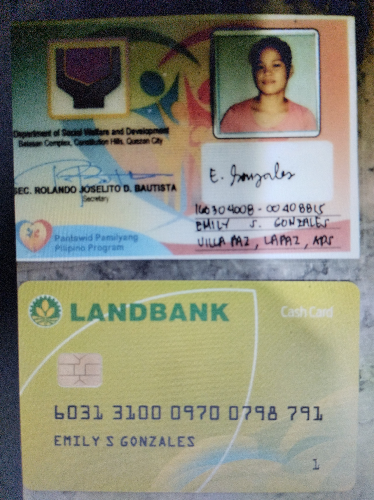 Department of Social Welfare and Development
Batasan Complex, Constitution Hills, Quezon City
SEC. ROLANDO JOSELITO D. BAUTISTA
Secretary
Pantawid Pamilyang
Pilipino Program
E. Gonzales
160304008-00408815
EMILY S. GONZALES
VILLA PAZ, LAPAZ, ADS
LANDBANK
Cash Card
6031 3100 0970 0798 791
EMILY S GONZALES
1